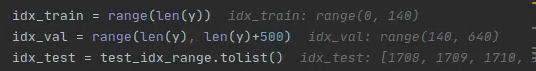 idx_train = range(len(y))  idx_train: range(0, 140)
idx_val = range(len(y), len(y)+500)  idx_val: range(140, 640)
idx_test = test_idx_range.tolist()  idx_test: [1708, 1709, 1710,